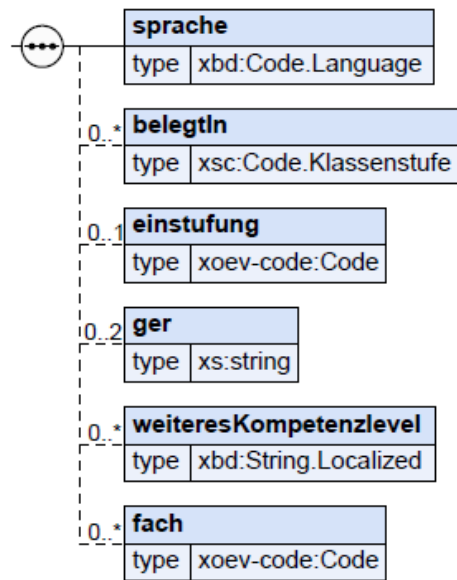 sprache
type xbd:Code.Language
0..* belegtIn
type xsc:Code.Klassenstufe
0..1 einstufung
type xoev-code:Code
0..2 ger
type xs:string
0..* weiteresKompetenzlevel
type xbd:String.Localized
0..* fach
type xoev-code:Code